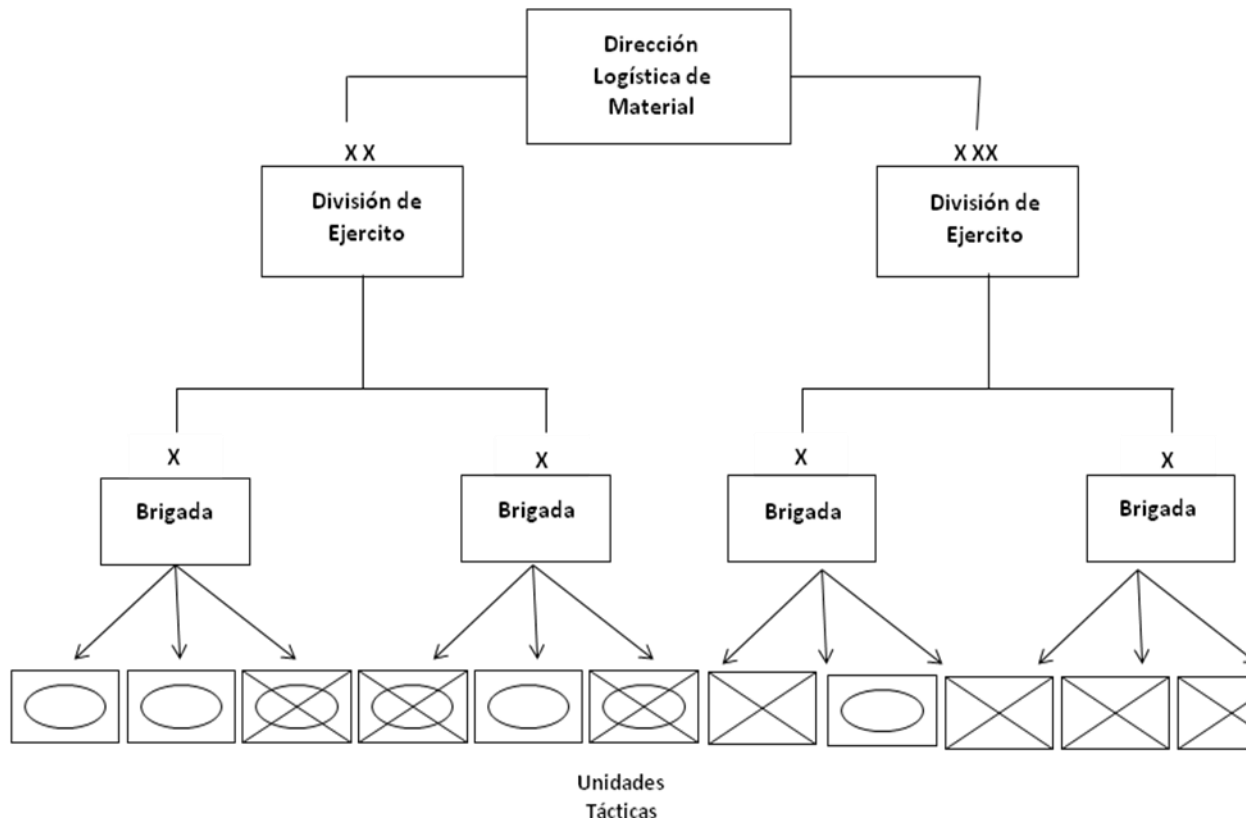 Dirección
Logística de
Material
X X
X XX
División de
Ejercito
División de
Ejercito
X
X
X
X
Brigada
Brigada
Brigada
Brigada
Unidades
Tácticas